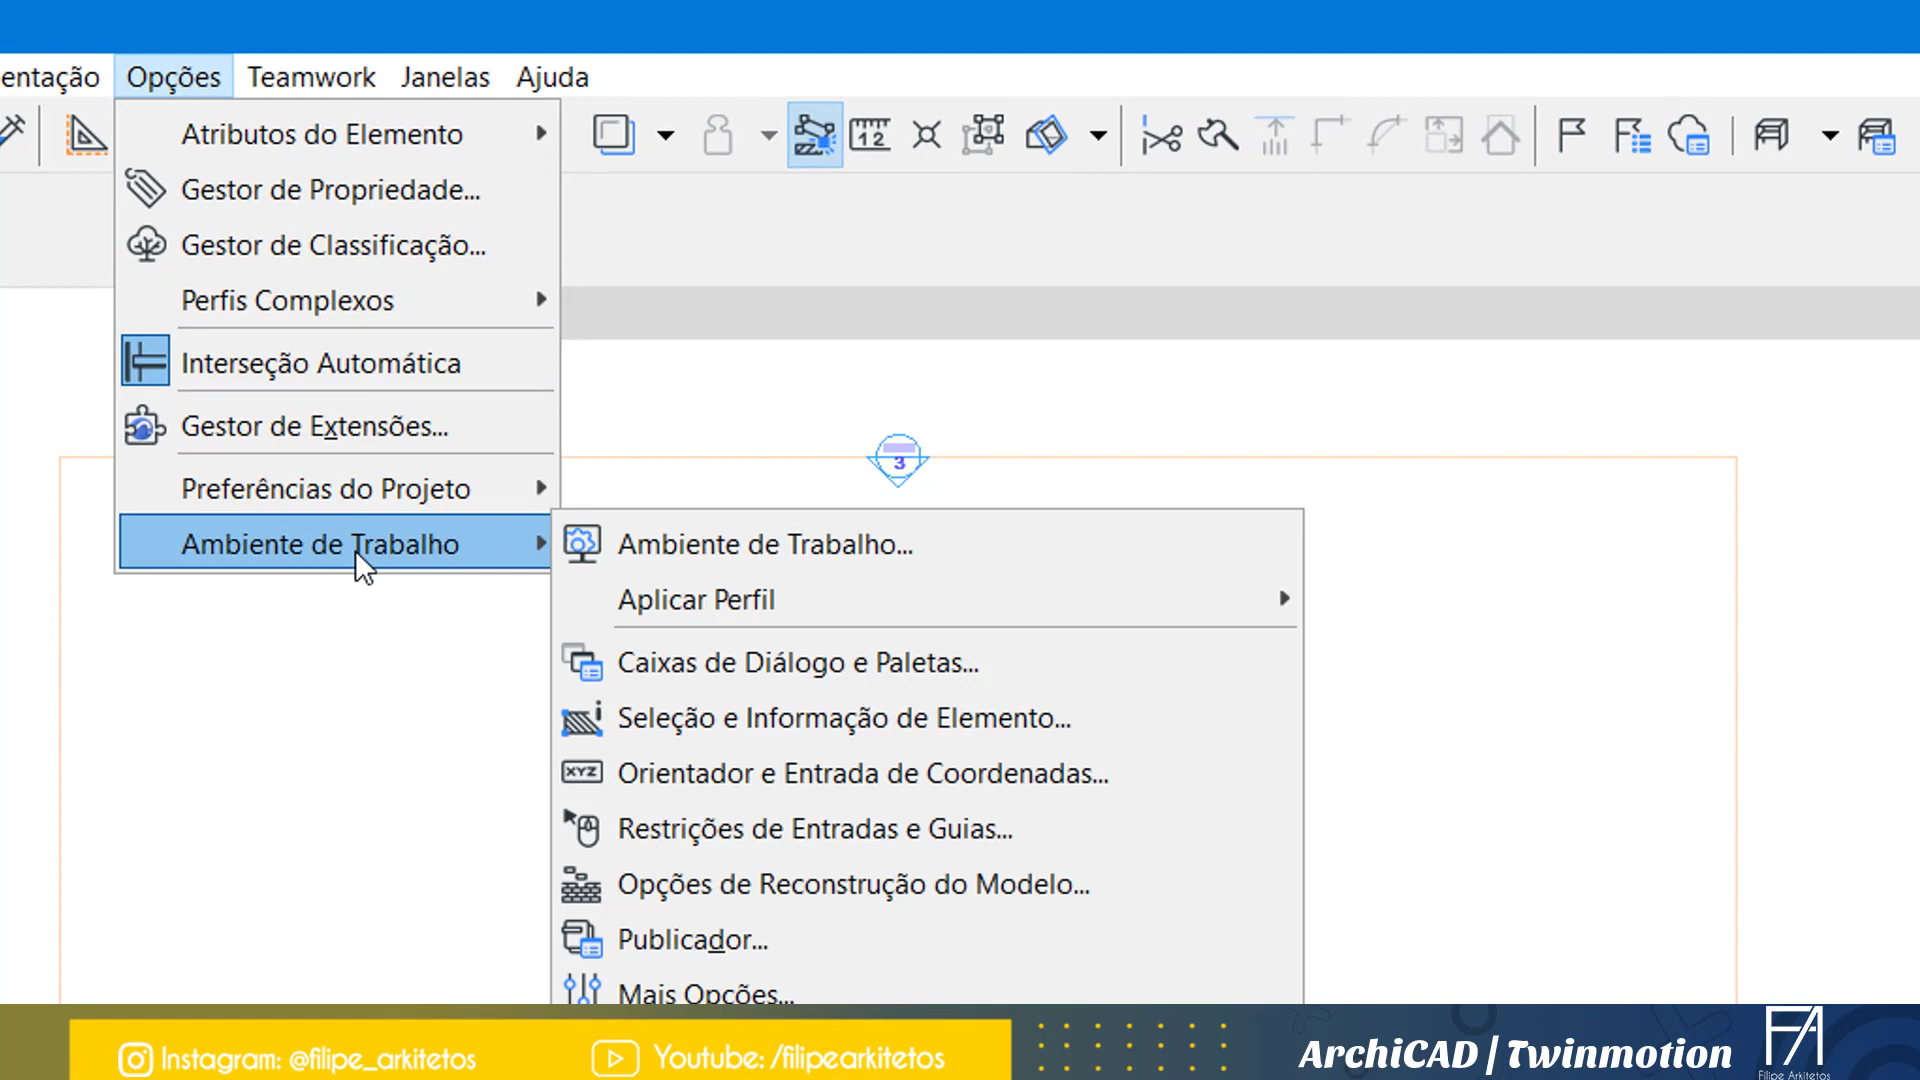 entação Opções Teamwork Janelas Ajuda
Atributos do Elemento
Gestor de Propriedade...
Gestor de Classificação...
Perfis Complexos
Interseção Automática
Gestor de Extensões...
Preferências do Projeto
Ambiente de Trabalho
12
3
Ambiente de Trabalho...
Aplicar Perfil
Caixas de Diálogo e Paletas...
Seleção e Informação de Elemento...
XYZ Orientador e Entrada de Coordenadas...
Restrições de Entradas e Guias...
Opções de Reconstrução do Modelo...
Publicador...
Mais Opções...
Instagram: @filipe_arkitetos
Youtube: /filipearkitetos
ArchiCAD | Twinmotion
FA
Filipe Arkitetos